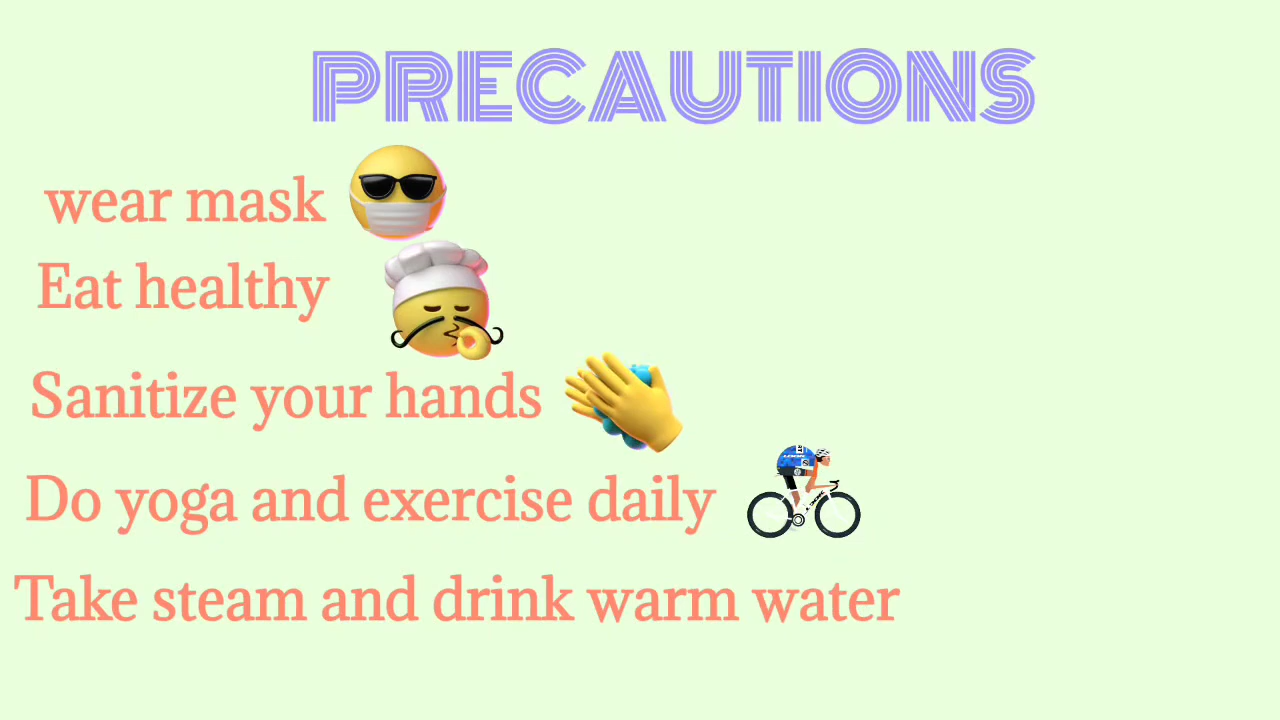 PRECAUTIONS
wear mask
Eat healthy
Sanitize your hands
Do yoga and exercise daily
Take steam and drink warm water